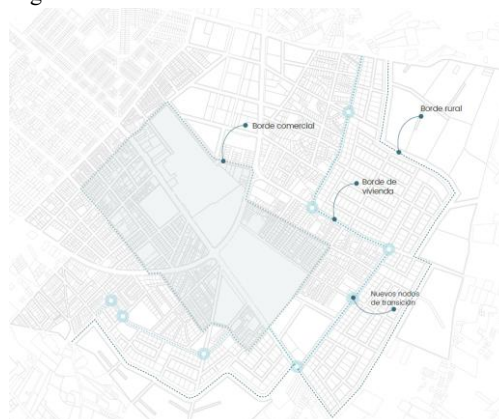 Borde rural
Borde comercial
Borde de
vivienda
Nuevos nodos
de transición